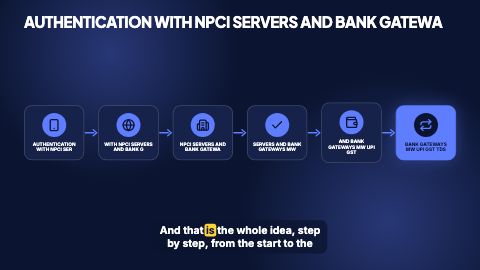 AUTHENTICATION WITH NPCI SERVERS AND BANK GATEWA
AUTHENTICATION
WITH NPCI SER
WITH NPCI SERVERS
AND BANK G
NPCI SERVERS AND
BANK GATEWA
SERVERS AND BANK
GATEWAYS MW
AND BANK
GATEWAYS MW UPI
GST
BANK GATEWAYS
MW UPI GST TDS
And that is the whole idea, step
by step, from the start to the